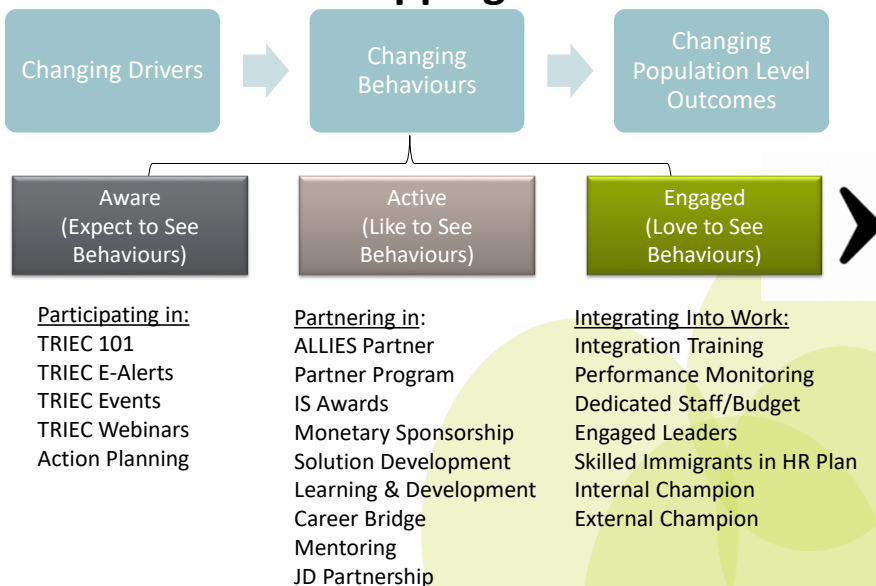 Changing Drivers
Changing
Behaviours
Changing
Population Level
Outcomes
Aware
(Expect to See
Behaviours)
Active
(Like to See
Behaviours)
Engaged
(Love to See
Behaviours)
Participating in:
TRIEC 101
TRIEC E-Alerts
TRIEC Events
TRIEC Webinars
Action Planning
Partnering in:
ALLIES Partner
Partner Program
IS Awards
Monetary Sponsorship
Solution Development
Learning & Development
Career Bridge
Mentoring
JD Partnership
Integrating Into Work:
Integration Training
Performance Monitoring
Dedicated Staff/Budget
Engaged Leaders
Skilled Immigrants in HR Plan
Internal Champion
External Champion